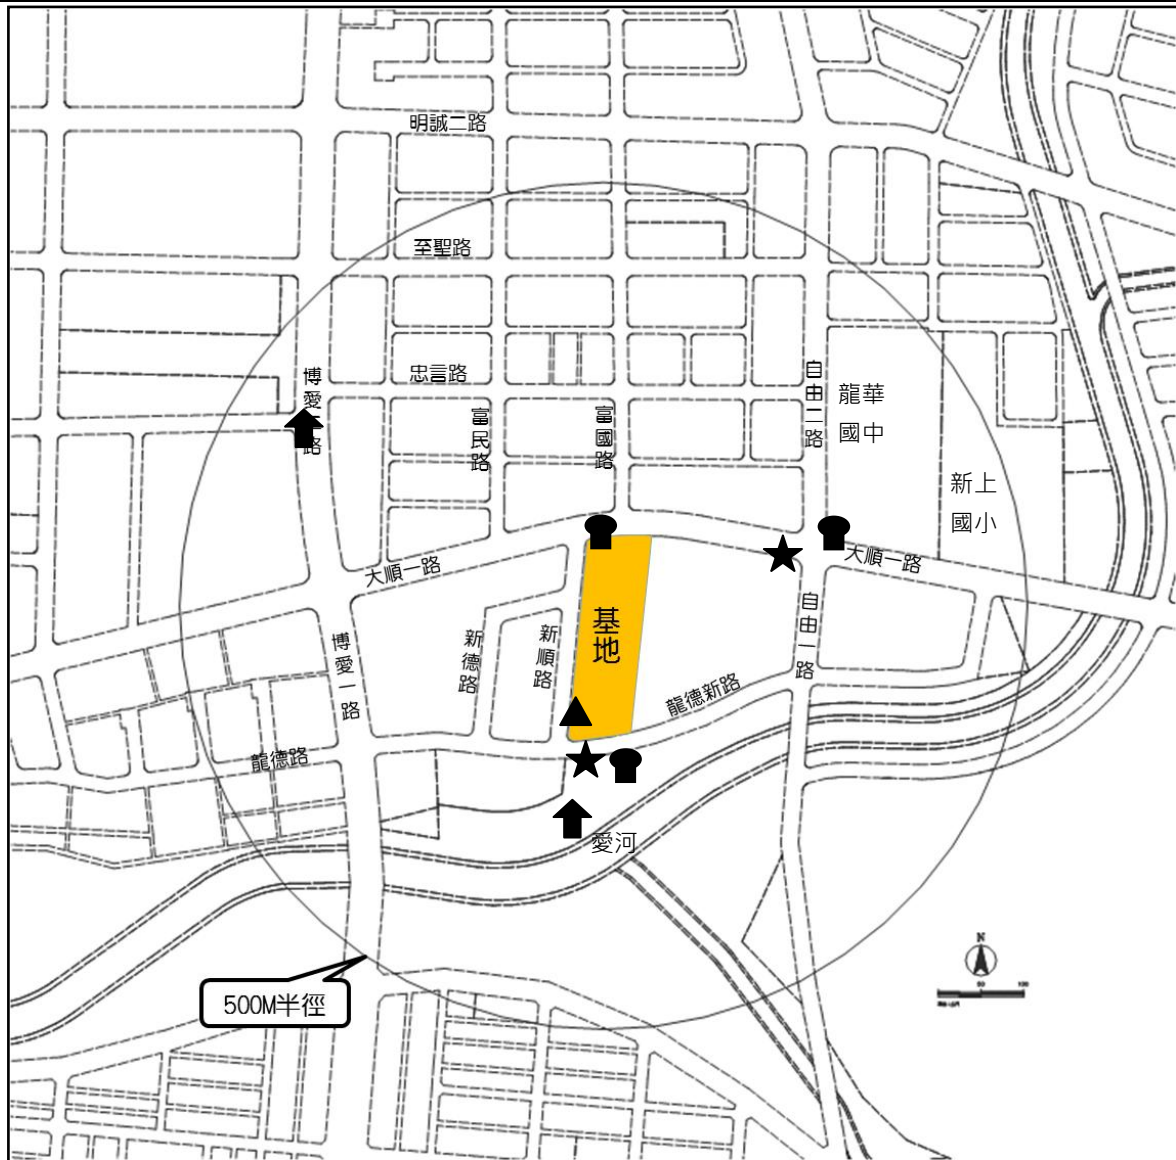 明誠二路
至聖路
忠言路
博愛二路
富民路
富國路
自由二路
龍華
國中
新上
國小
大順一路
大順一路
基地
自由一路
新順路
新德路
博愛一路
龍德新路
龍德路
愛河
N
500M半徑
50
100